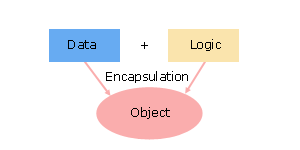 Data + Logic
Encapsulation
Object